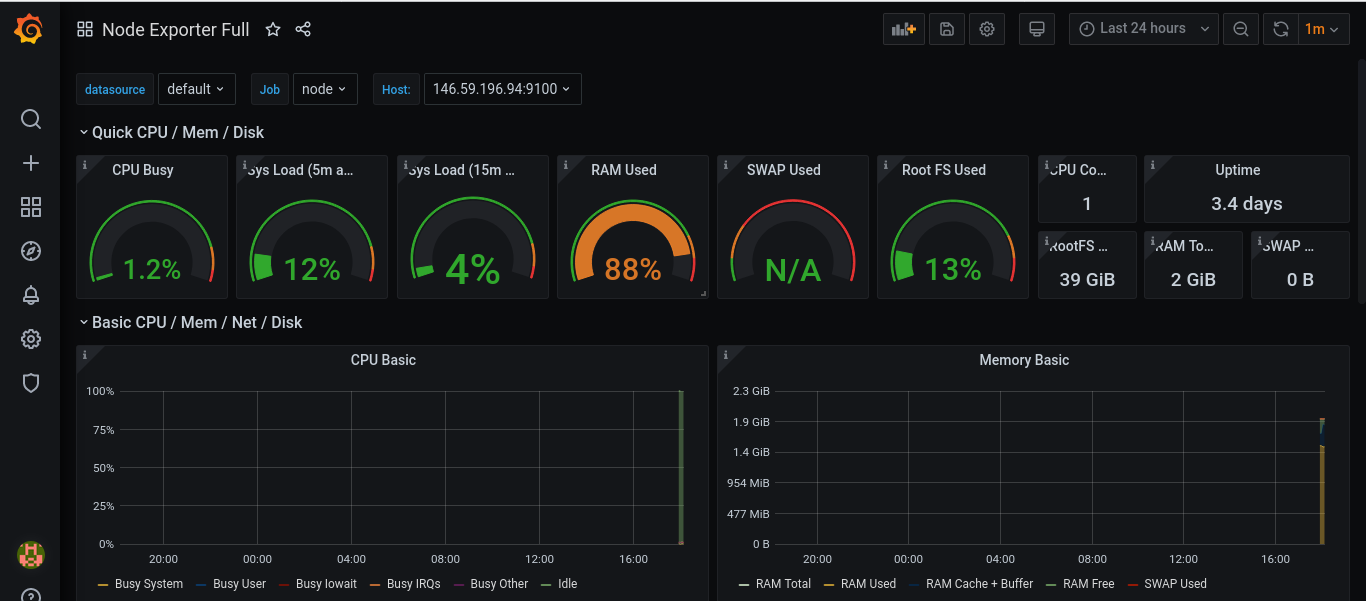 Node Exporter Full
Last 24 hours
1m
datasource default Job node Host: 146.59.196.94:9100
Quick CPU / Mem / Disk
CPU Busy
1.2%
Sys Load (5m a...
12%
Sys Load (15m ...
4%
RAM Used
88%
SWAP Used
N/A
Root FS Used
13%
CPU Co...
1
Uptime
3.4 days
RootFS ...
39 GiB
RAM To...
2 GiB
SWAP ...
0 B
Basic CPU / Mem / Net / Disk
CPU Basic
100%
75%
50%
25%
0%
20:00 00:00 04:00 08:00 12:00 16:00
Busy System Busy User Busy Iowait Busy IRQs Busy Other Idle
Memory Basic
2.3 GiB
1.9 GiB
1.4 GiB
954 MiB
477 MiB
0 B
20:00 00:00 04:00 08:00 12:00 16:00
RAM Total RAM Used RAM Cache + Buffer RAM Free SWAP Used